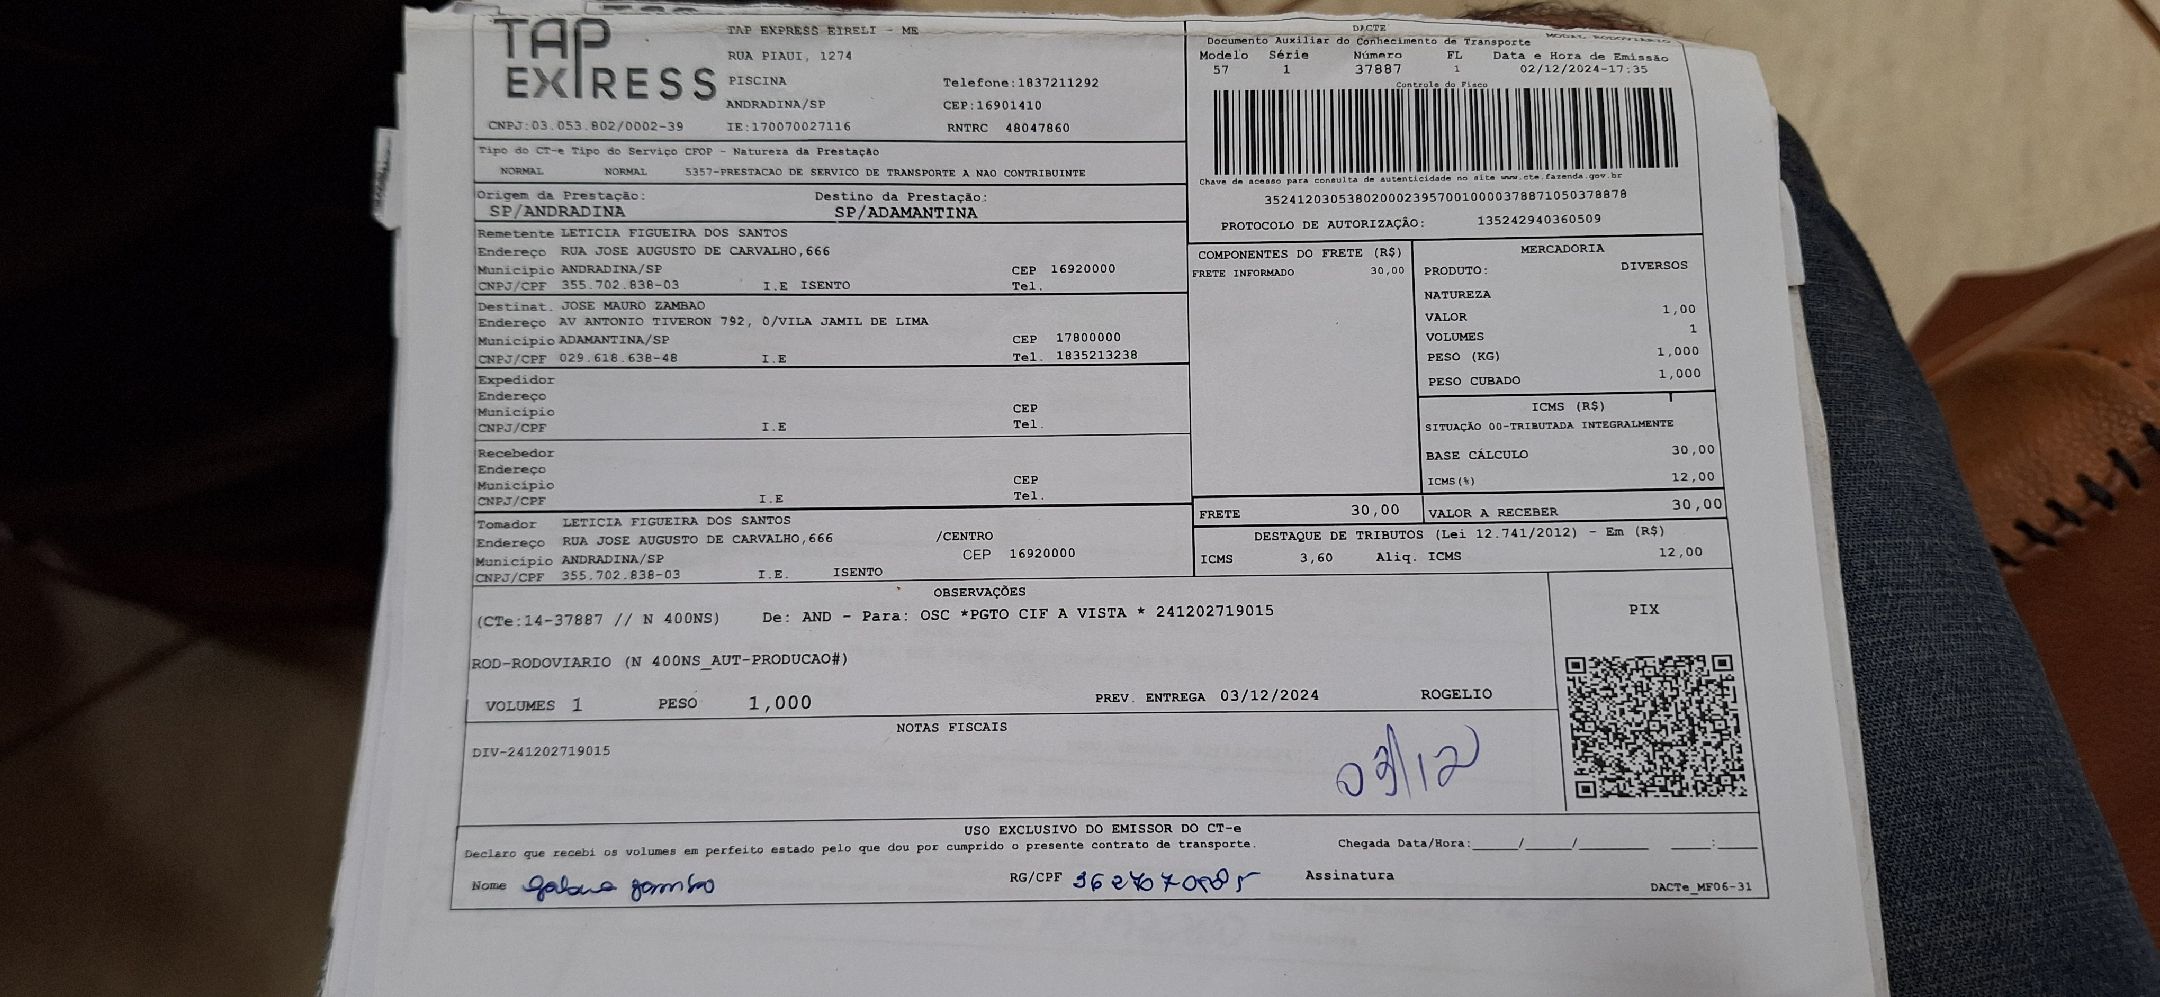 TAP EXPRESS
TAP EXPRESS EIRELI - ME
RUA PIAUI, 1274
PISCINA Telefone:1837211292
ANDRADINA/SP CEP:16901410
CNPJ:03.053.802/0002-39 IE:170070027116 RNTRC 48047860
DACTE
Documento Auxiliar do Conhecimento de Transporte MODAL RODOVIARIO
Modelo Série Número FL Data e Hora de Emissão
57 1 37887 1 02/12/2024-17:35
Controle do Fisco
Chave de acesso para consulta de autenticidade no site www.cte.fazenda.gov.br
35241203053802000239570010000378871050378878
PROTOCOLO DE AUTORIZAÇÃO: 135242940360509
Tipo do CT-e Tipo do Serviço CFOP - Natureza da Prestação
NORMAL NORMAL 5357-PRESTACAO DE SERVICO DE TRANSPORTE A NAO CONTRIBUINTE
Origem da Prestação: Destino da Prestação:
SP/ANDRADINA SP/ADAMANTINA
Remetente LETICIA FIGUEIRA DOS SANTOS
Endereço RUA JOSE AUGUSTO DE CARVALHO,666
Municipio ANDRADINA/SP CEP 16920000
CNPJ/CPF 355.702.838-03 I.E ISENTO Tel.
Destinat. JOSE MAURO ZAMBAO
Endereço AV ANTONIO TIVERON 792, 0/VILA JAMIL DE LIMA
Municipio ADAMANTINA/SP CEP 17800000
CNPJ/CPF 029.618.638-48 I.E Tel. 1835213238
Expedidor
Endereço
Municipio CEP
CNPJ/CPF I.E Tel.
Recebedor
Endereço
Municipio CEP
CNPJ/CPF I.E Tel.
Tomador LETICIA FIGUEIRA DOS SANTOS
Endereço RUA JOSE AUGUSTO DE CARVALHO,666 /CENTRO
Municipio ANDRADINA/SP CEP 16920000
CNPJ/CPF 355.702.838-03 I.E. ISENTO
COMPONENTES DO FRETE (R$)
FRETE INFORMADO 30,00
MERCADORIA
PRODUTO: DIVERSOS
NATUREZA
VALOR 1,00
VOLUMES 1
PESO (KG) 1,000
PESO CUBADO 1,000
ICMS (R$)
SITUAÇÃO 00-TRIBUTADA INTEGRALMENTE
BASE CÁLCULO 30,00
ICMS(%) 12,00
FRETE 30,00 VALOR A RECEBER 30,00
DESTAQUE DE TRIBUTOS (Lei 12.741/2012) - Em (R$)
ICMS 3,60 Aliq. ICMS 12,00
OBSERVAÇÕES
(CTe:14-37887 // N 400NS) De: AND - Para: OSC *PGTO CIF A VISTA * 241202719015
ROD-RODOVIARIO (N 400NS_AUT-PRODUCAO#)
VOLUMES 1 PESO 1,000 PREV. ENTREGA 03/12/2024 ROGELIO
PIX
NOTAS FISCAIS
DIV-241202719015
03/12
USO EXCLUSIVO DO EMISSOR DO CT-e
Declaro que recebi os volumes em perfeito estado pelo que dou por cumprido o presente contrato de transporte. Chegada Data/Hora:_____/_____/_______ ____:____
Nome RG/CPF Assinatura
DACTe_MF06-31